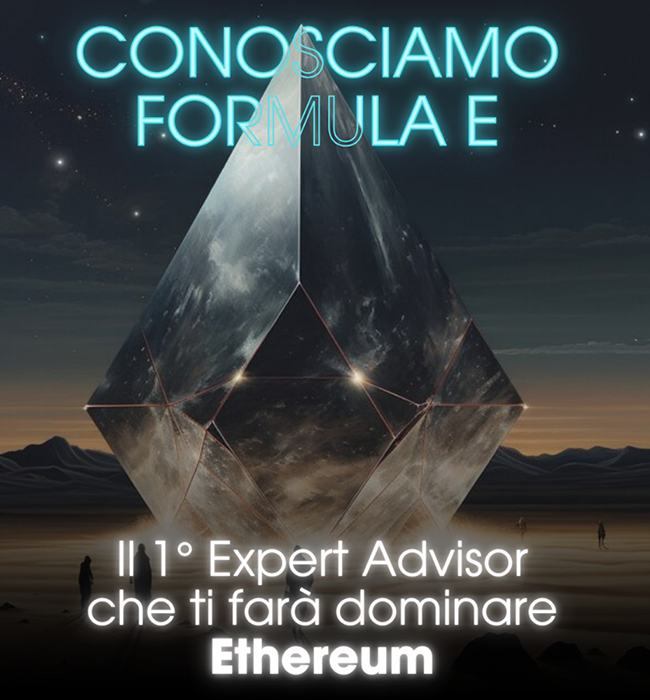 CONOSCIAMO
FORMULA E
Il 1° Expert Advisor
che ti farà dominare
Ethereum